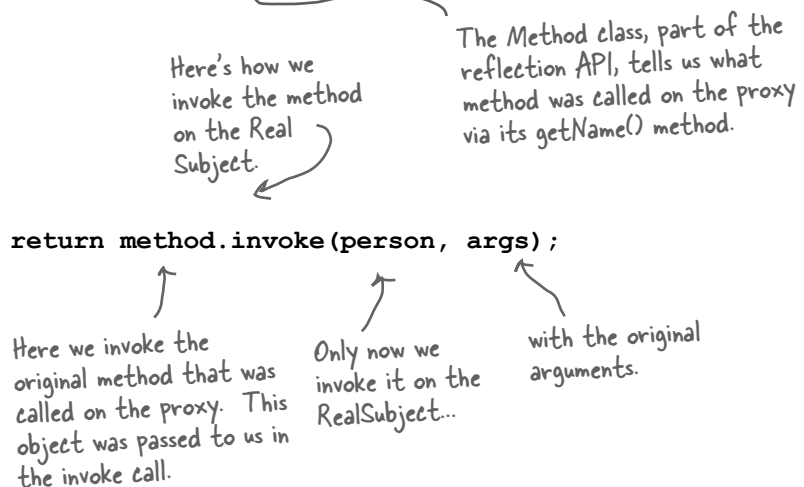 The Method class, part of the
reflection API, tells us what
method was called on the proxy
via its getName() method.
Here's how we
invoke the method
on the Real
Subject.
return method.invoke(person, args);
Here we invoke the
original method that was
called on the proxy. This
object was passed to us in
the invoke call.
Only now we
invoke it on the
RealSubject...
with the original
arguments.